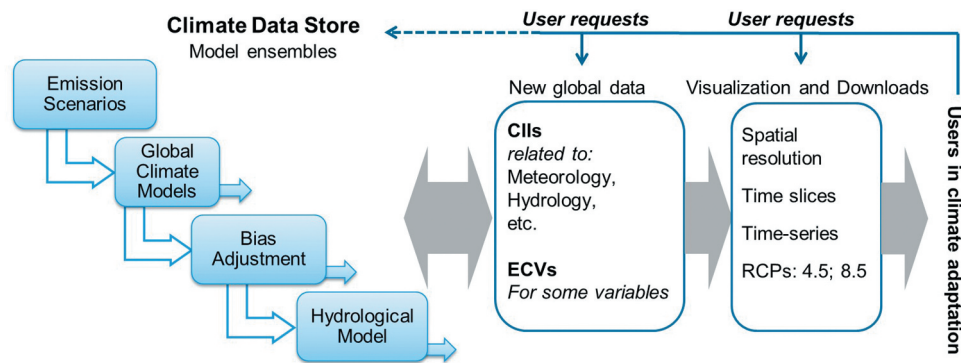 Climate Data Store
Model ensembles
Emission
Scenarios
Global
Climate
Models
Bias
Adjustment
Hydrological
Model
User requests
User requests
New global data
CIIs
related to:
Meteorology,
Hydrology,
etc.
ECVs
For some variables
Visualization and Downloads
Spatial
resolution
Time slices
Time-series
RCPs: 4.5; 8.5
Users in climate adaptation